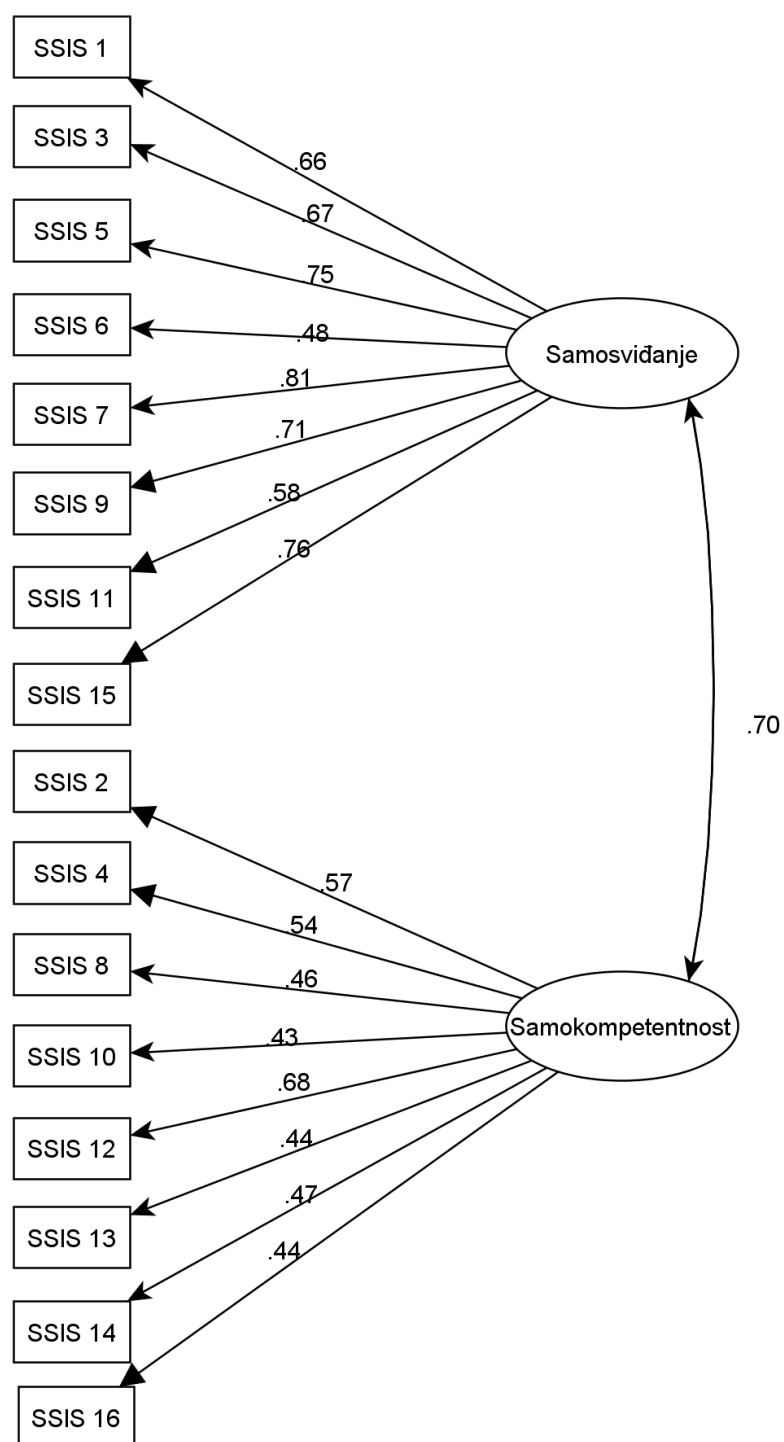 SSIS 1
SSIS 3
.66
.67
SSIS 5
.75
SSIS 6
.48
Samosviđanje
.81
SSIS 7
.71
SSIS 9
.58
.76
SSIS 11
SSIS 15
.70
SSIS 2
SSIS 4
.57
.54
SSIS 8
.46
Samokompetentnost
.43
SSIS 10
.68
SSIS 12
.44
.47
SSIS 13
.44
SSIS 14
SSIS 16